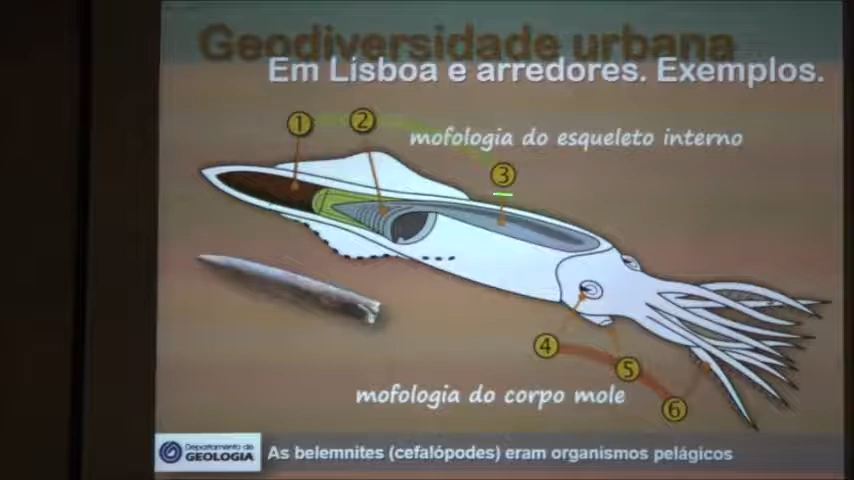 Geodiversidade urbana
Em Lisboa e arredores. Exemplos.
1
2
mofologia do esqueleto interno
3
4
5
mofologia do corpo mole
6
Departamento de
GEOLOGIA
As belemnites (cefalópodes) eram organismos pelágicos